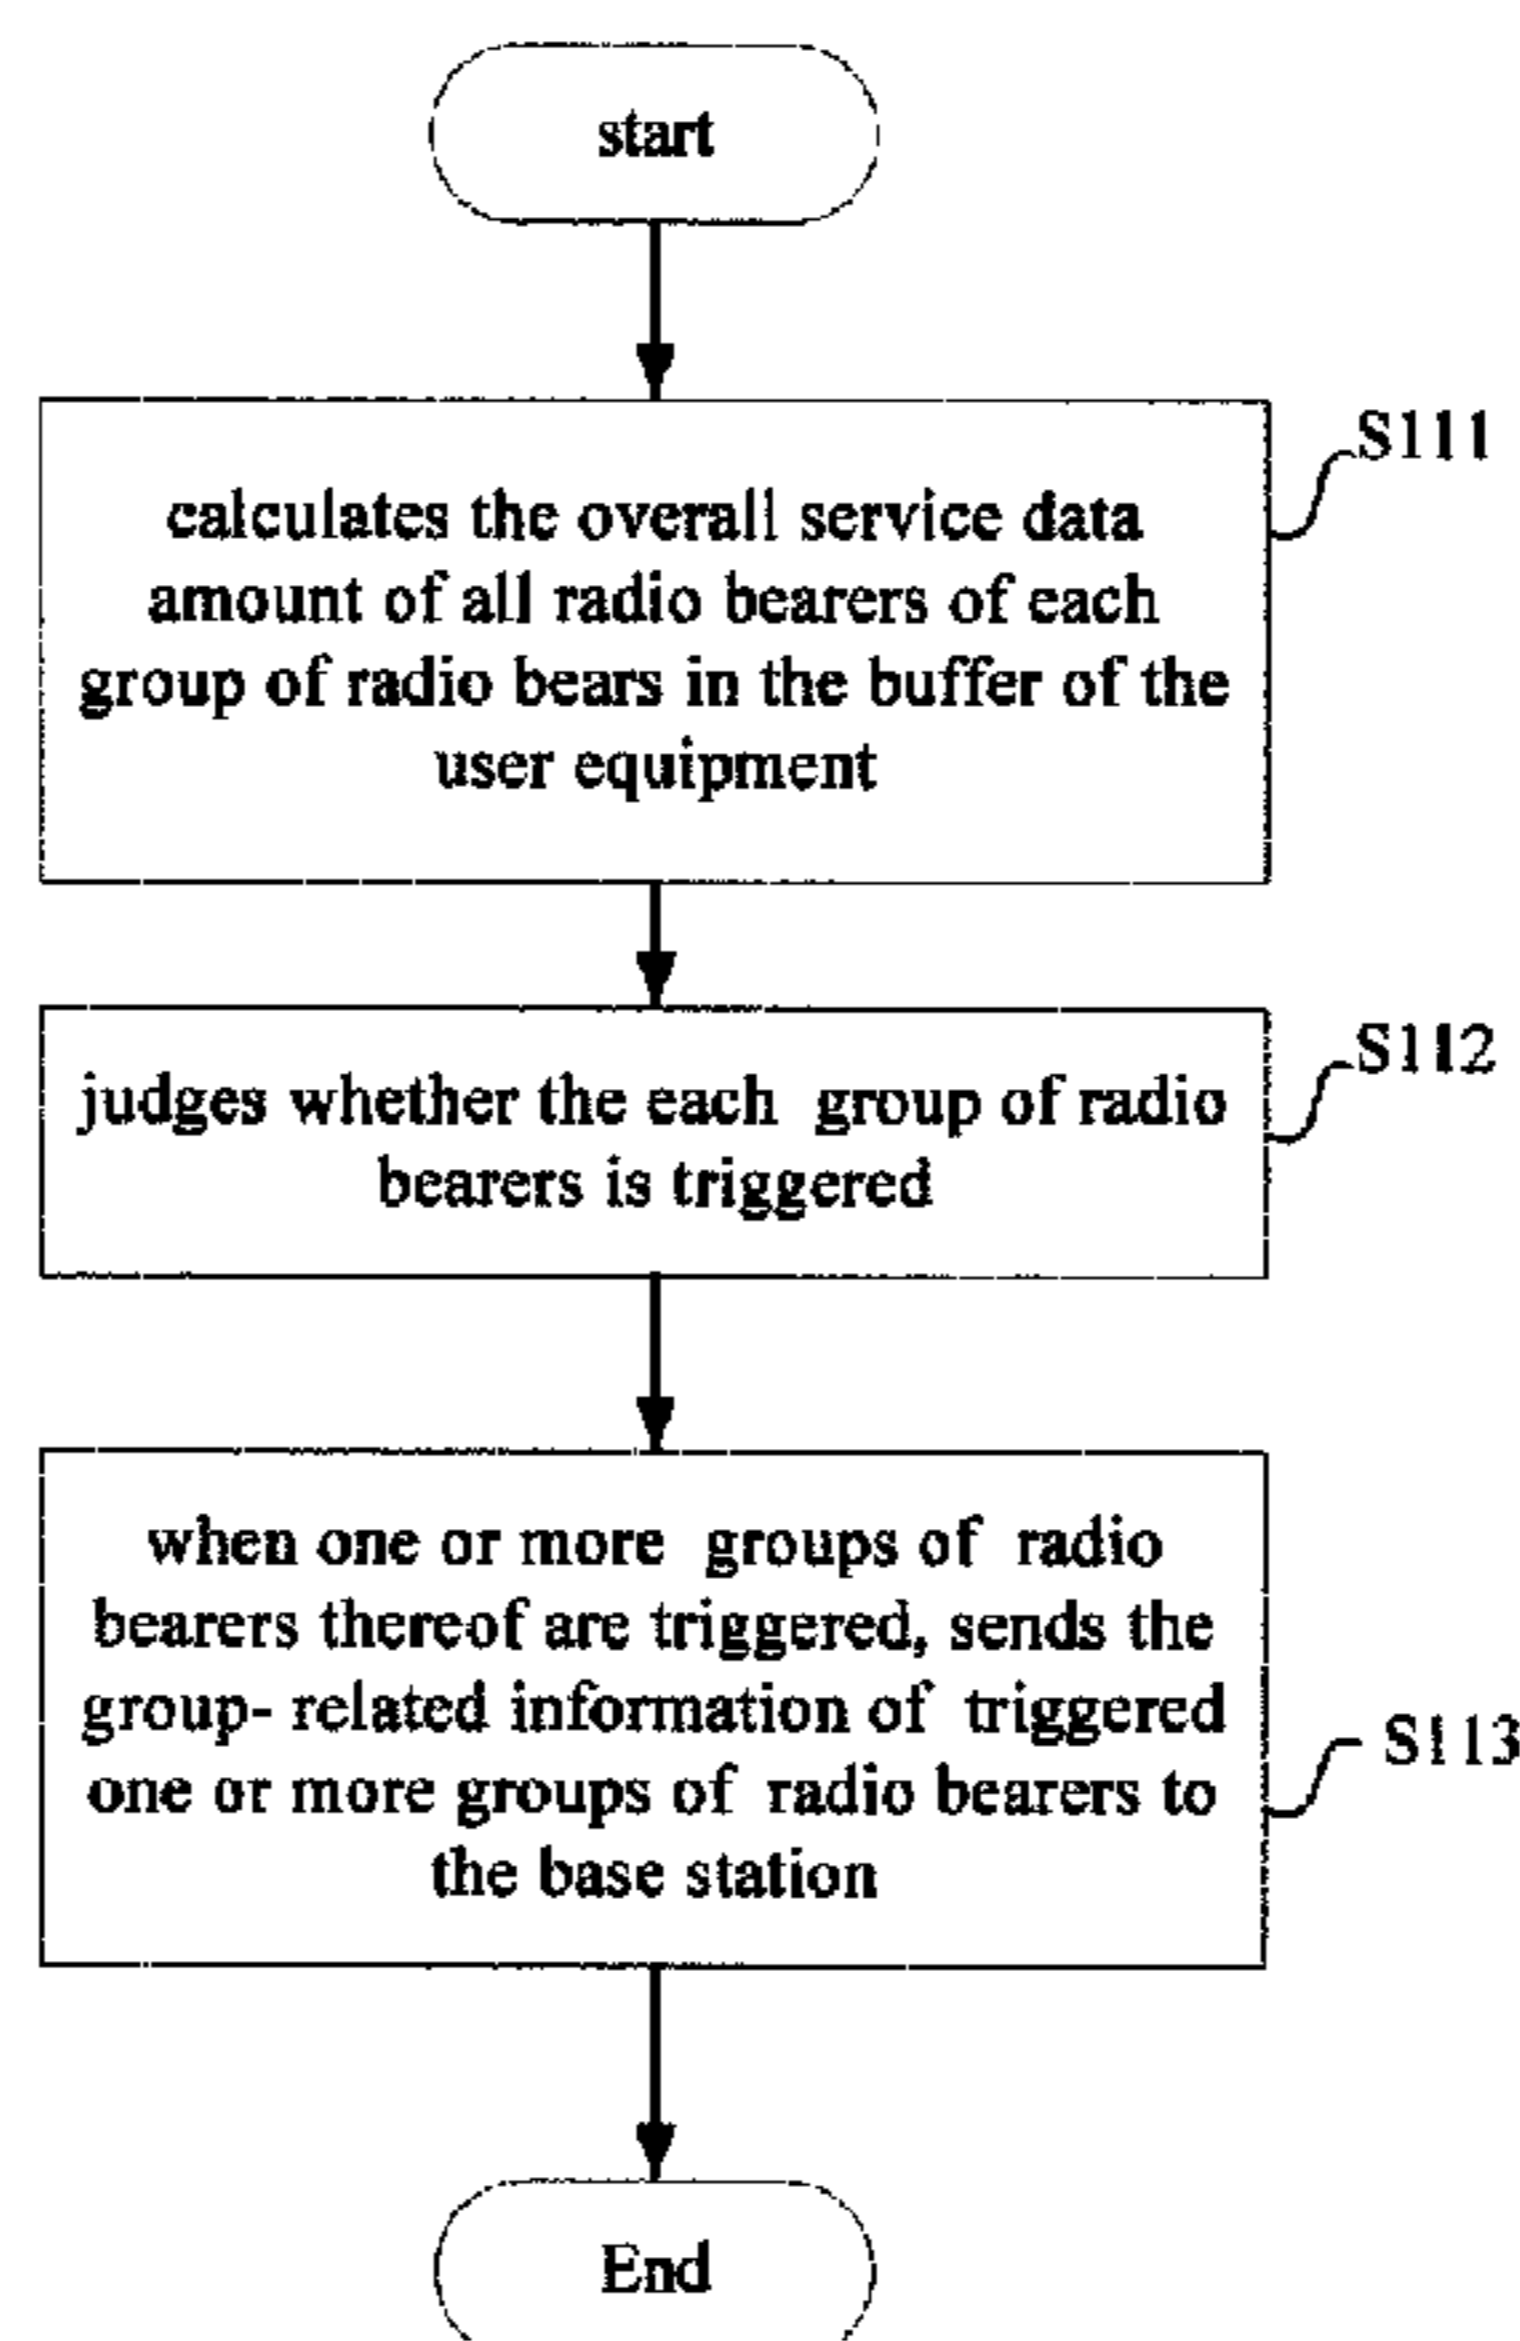 start
S111
calculates the overall service data
amount of all radio bearers of each
group of radio bears in the buffer of the
user equipment
S112
judges whether the each group of radio
bearers is triggered
when one or more groups of radio
bearers thereof are triggered, sends the
group- related information of triggered
one or more groups of radio bearers to
the base station
S113
End